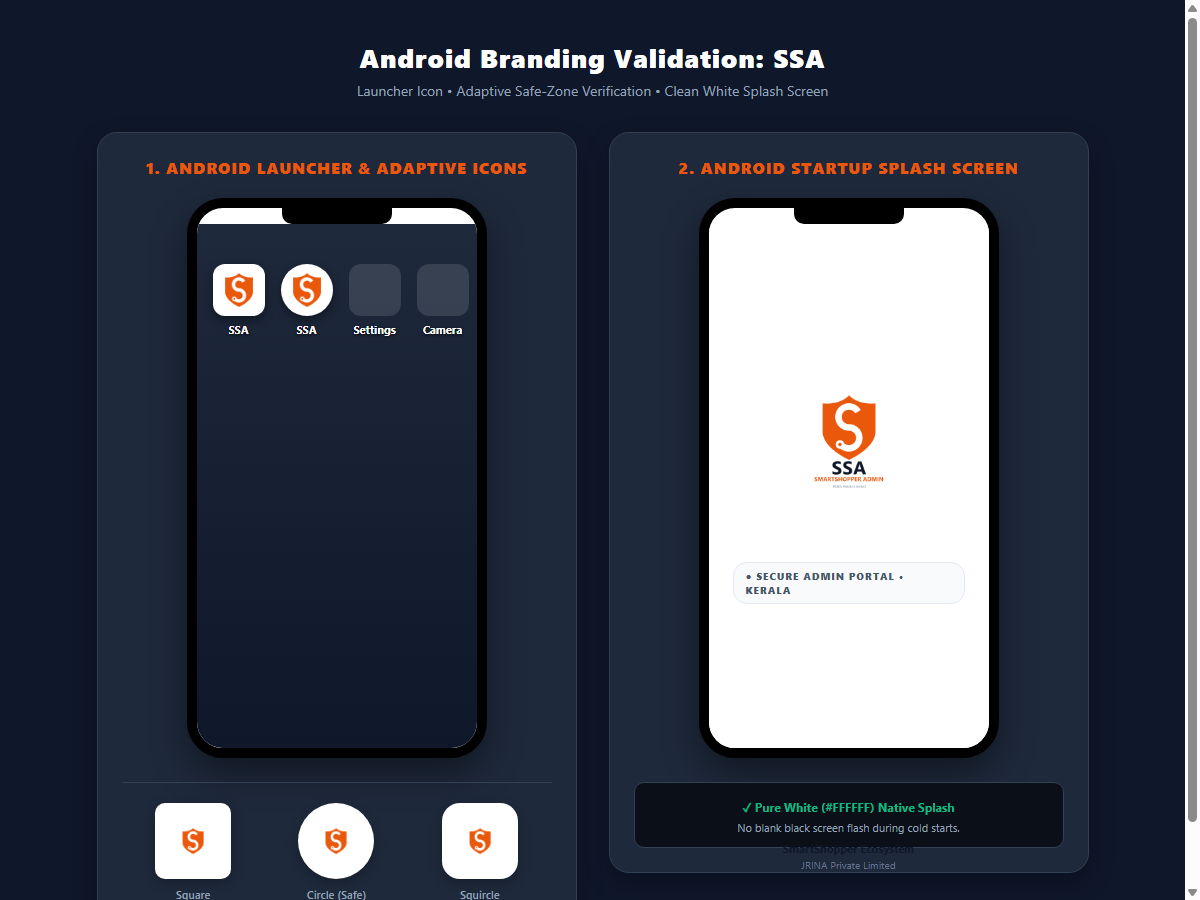 Android Branding Validation: SSA
Launcher Icon • Adaptive Safe-Zone Verification • Clean White Splash Screen
1. ANDROID LAUNCHER & ADAPTIVE ICONS
SSA
SSA
Settings
Camera
Square
Circle (Safe)
Squircle
2. ANDROID STARTUP SPLASH SCREEN
SSA
SMARTSHOPPER ADMIN
• SECURE ADMIN PORTAL •
KERALA
✓ Pure White (#FFFFFF) Native Splash
No blank black screen flash during cold starts.
SmartShopper Ecosystem
JRINA Private Limited